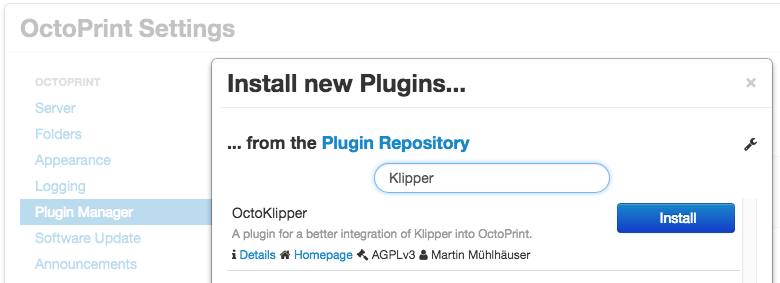 OctoPrint Settings
OCTOPRINT
Server
Folders
Appearance
Logging
Plugin Manager
Software Update
Announcements
Install new Plugins...
×
... from the Plugin Repository
Klipper
OctoKlipper
Install
A plugin for a better integration of Klipper into OctoPrint.
Details Homepage AGPLv3 Martin Mühlhäuser